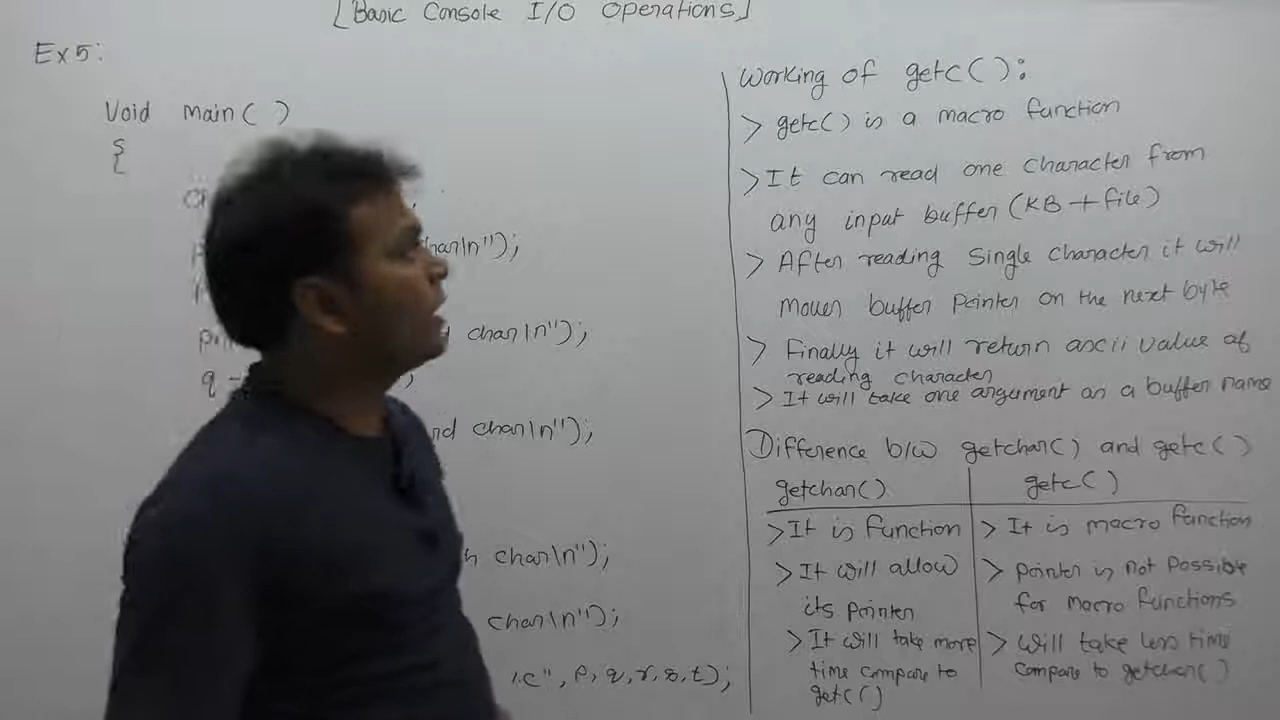 [Basic Console I/O Operations]
Ex 5:
Void main( )
{
char\n");
char\n");
q
char\n");
char\n");
char\n");
c", p, q, r, s, t);
Working of getc():
> getc() is a macro function
> It can read one character from
any input buffer (KB + file)
> After reading single character it will
moves buffer pointer on the next byte
> Finally it will return ascii value of
reading character
> It will take one argument as a buffer name
Difference b/w getchar() and getc()
getchar() getc()
> It is function > It is macro function
> It will allow > pointer is not possible
its pointer for macro functions
> It will take more > will take less time
time compare to compare to getchar()
getc()